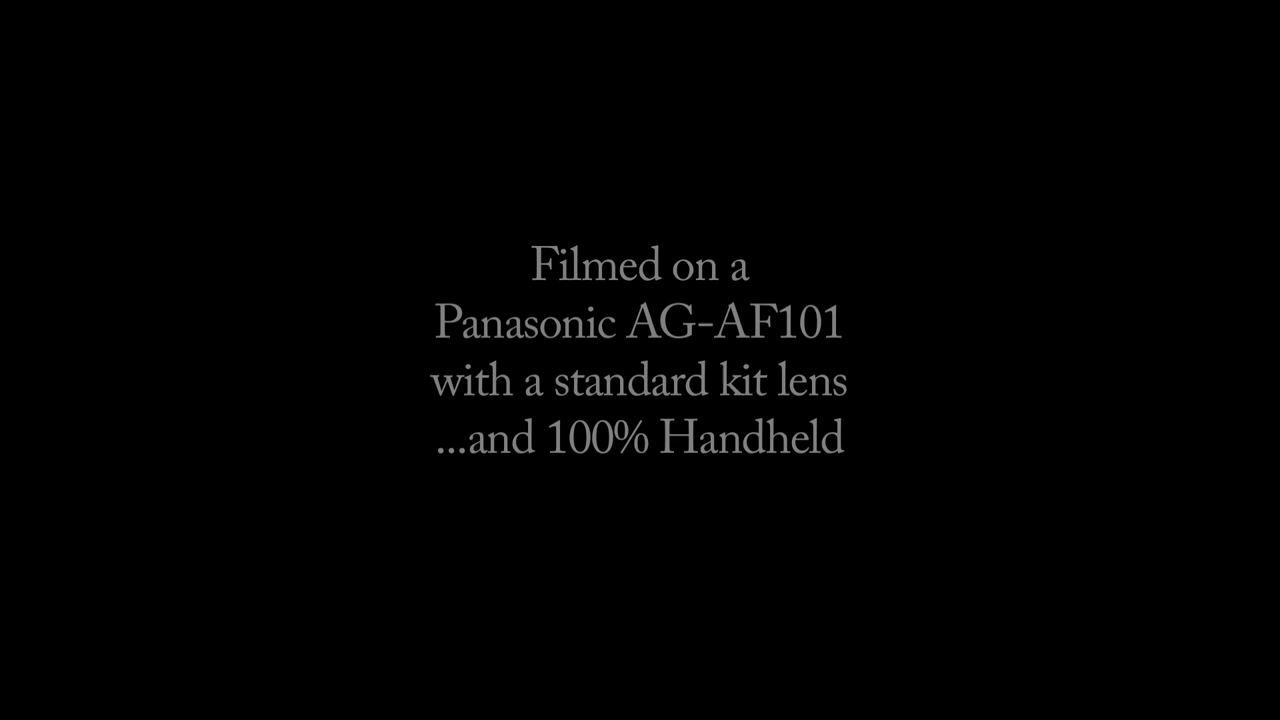 Filmed on a
Panasonic AG-AF101
with a standard kit lens
...and 100% Handheld